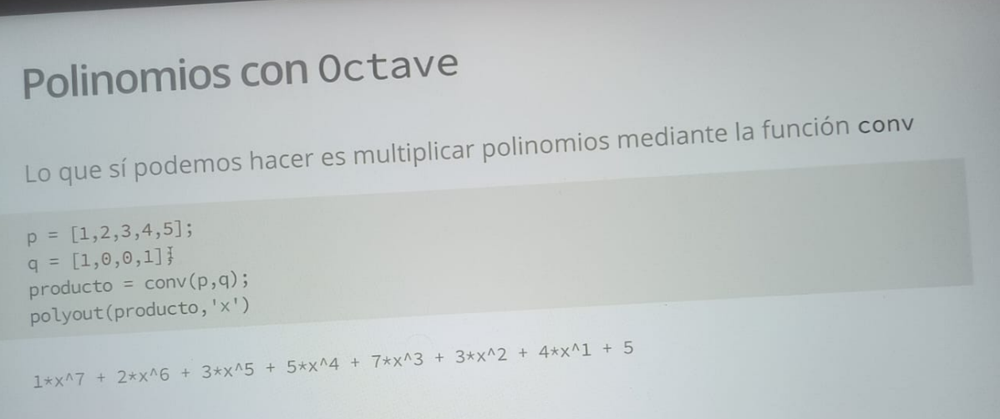 Polinomios con Octave
Lo que sí podemos hacer es multiplicar polinomios mediante la función conv
p = [1,2,3,4,5];
q = [1,0,0,1];
producto = conv(p,q);
polyout(producto,'x')
1*x^7 + 2*x^6 + 3*x^5 + 5*x^4 + 7*x^3 + 3*x^2 + 4*x^1 + 5